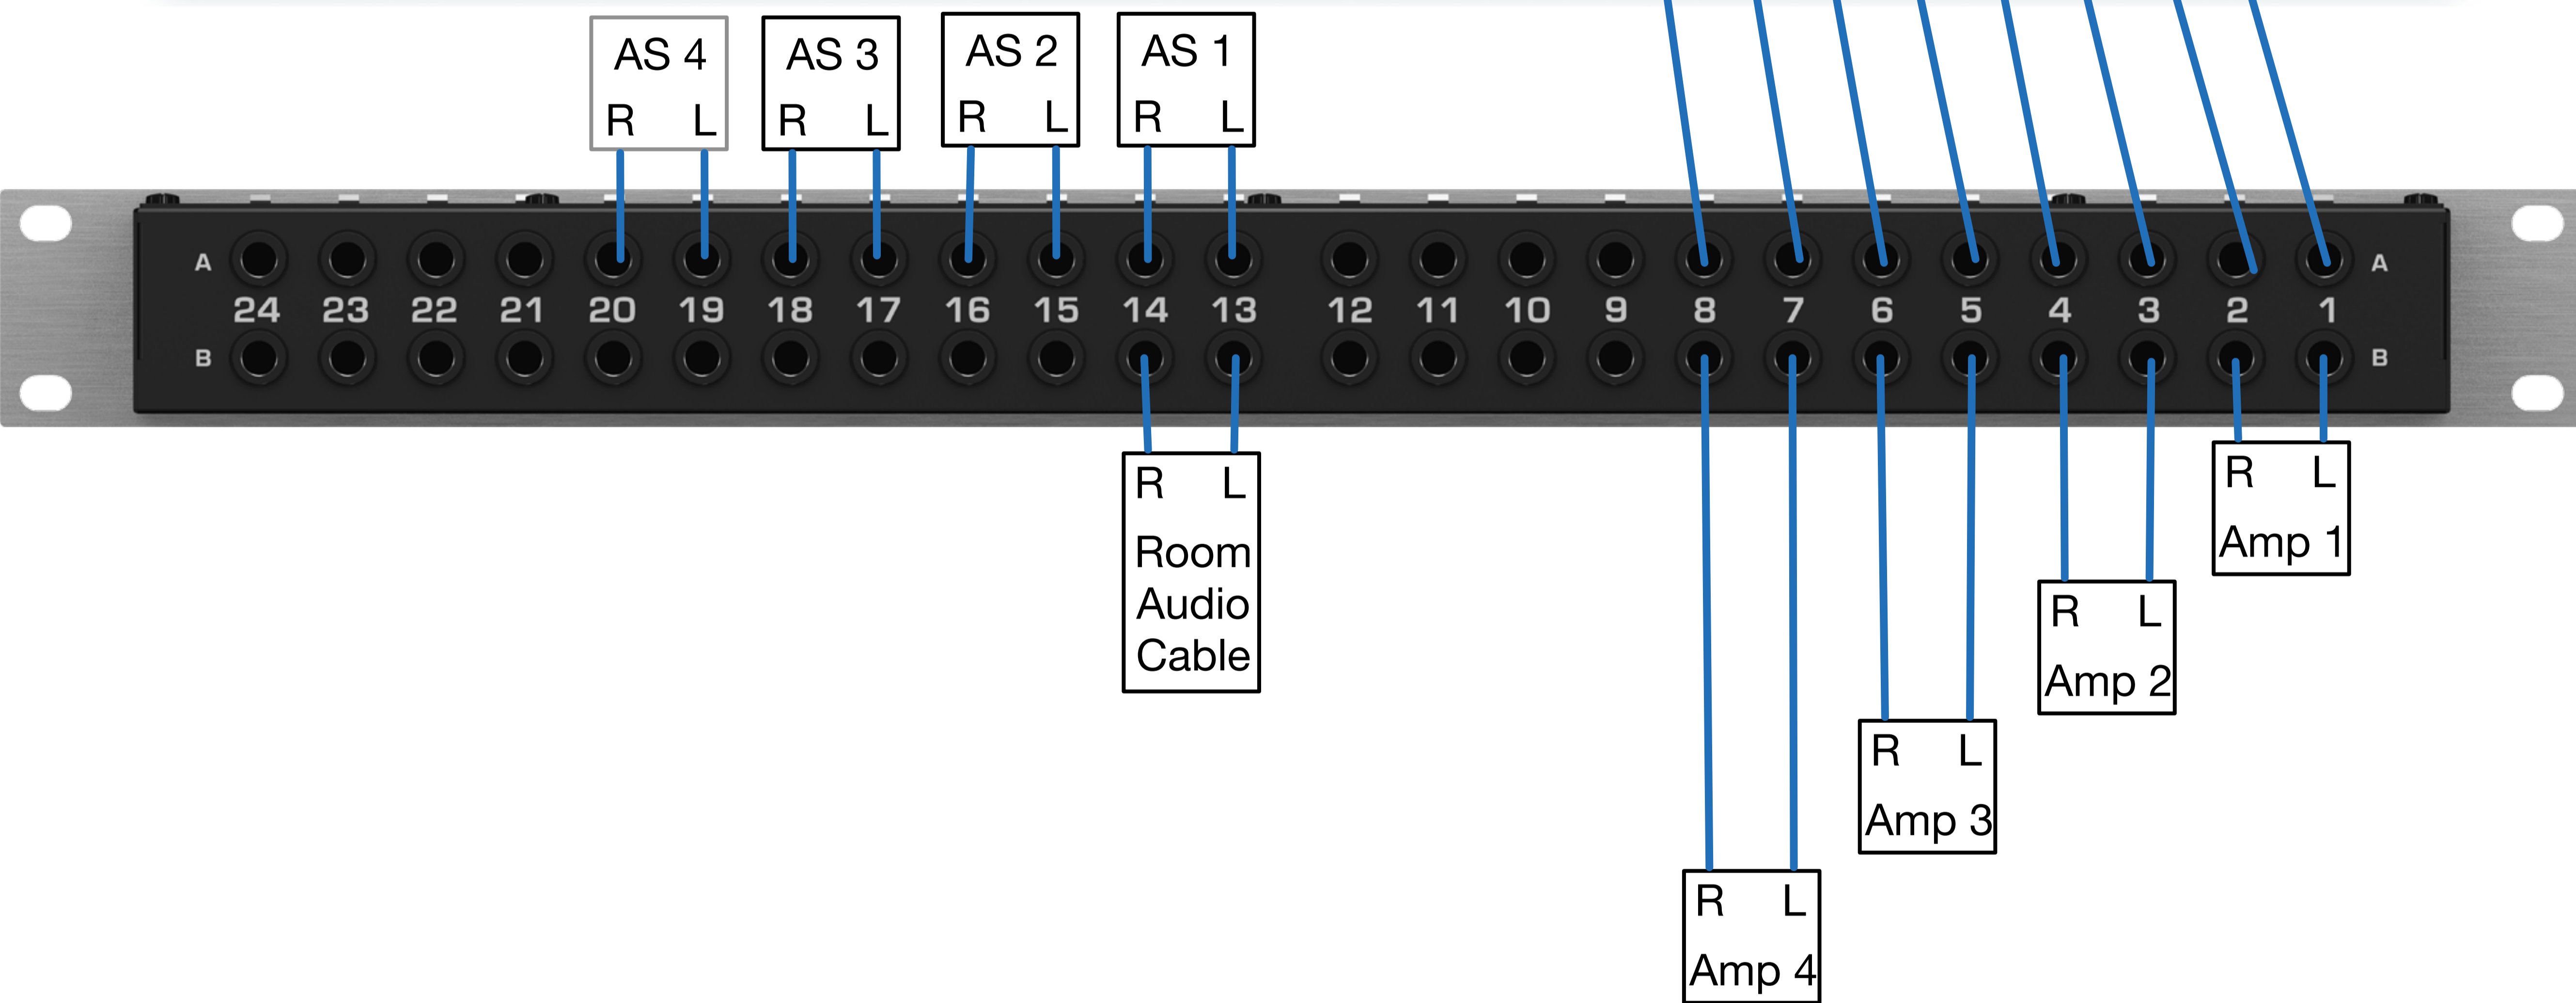 AS 4 AS 3 AS 2 AS 1
R L R L R L R L
A A
24 23 22 21 20 19 18 17 16 15 14 13 12 11 10 9 8 7 6 5 4 3 2 1
B B
R L
Room
Audio
Cable
R L
Amp 1
R L
Amp 2
R L
Amp 3
R L
Amp 4